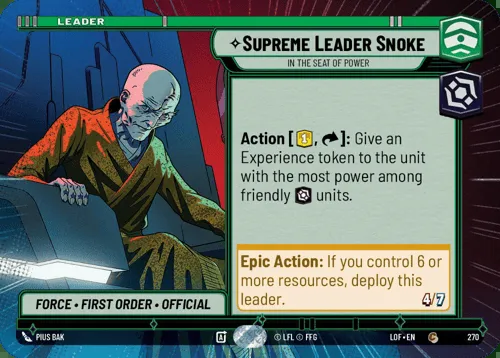 LEADER
SUPREME LEADER SNOKE
IN THE SEAT OF POWER
Action [1, ]: Give an
Experience token to the unit
with the most power among
friendly units.
Epic Action: If you control 6 or
more resources, deploy this
leader.
4/7
FORCE • FIRST ORDER • OFFICIAL
PIUS BAK
A
© LFL © FFG
LOF • EN
270